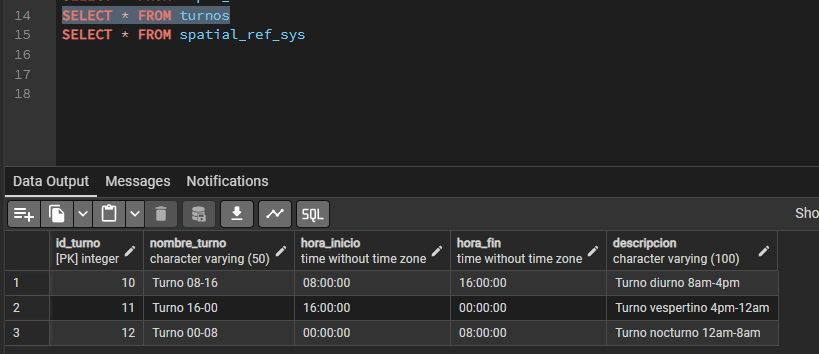 14 SELECT * FROM turnos
15 SELECT * FROM spatial_ref_sys
16
17
18
Data Output Messages Notifications
SQL Sho
id_turno nombre_turno hora_inicio hora_fin descripcion
[PK] integer character varying (50) time without time zone time without time zone character varying (100)
1 10 Turno 08-16 08:00:00 16:00:00 Turno diurno 8am-4pm
2 11 Turno 16-00 16:00:00 00:00:00 Turno vespertino 4pm-12am
3 12 Turno 00-08 00:00:00 08:00:00 Turno nocturno 12am-8am